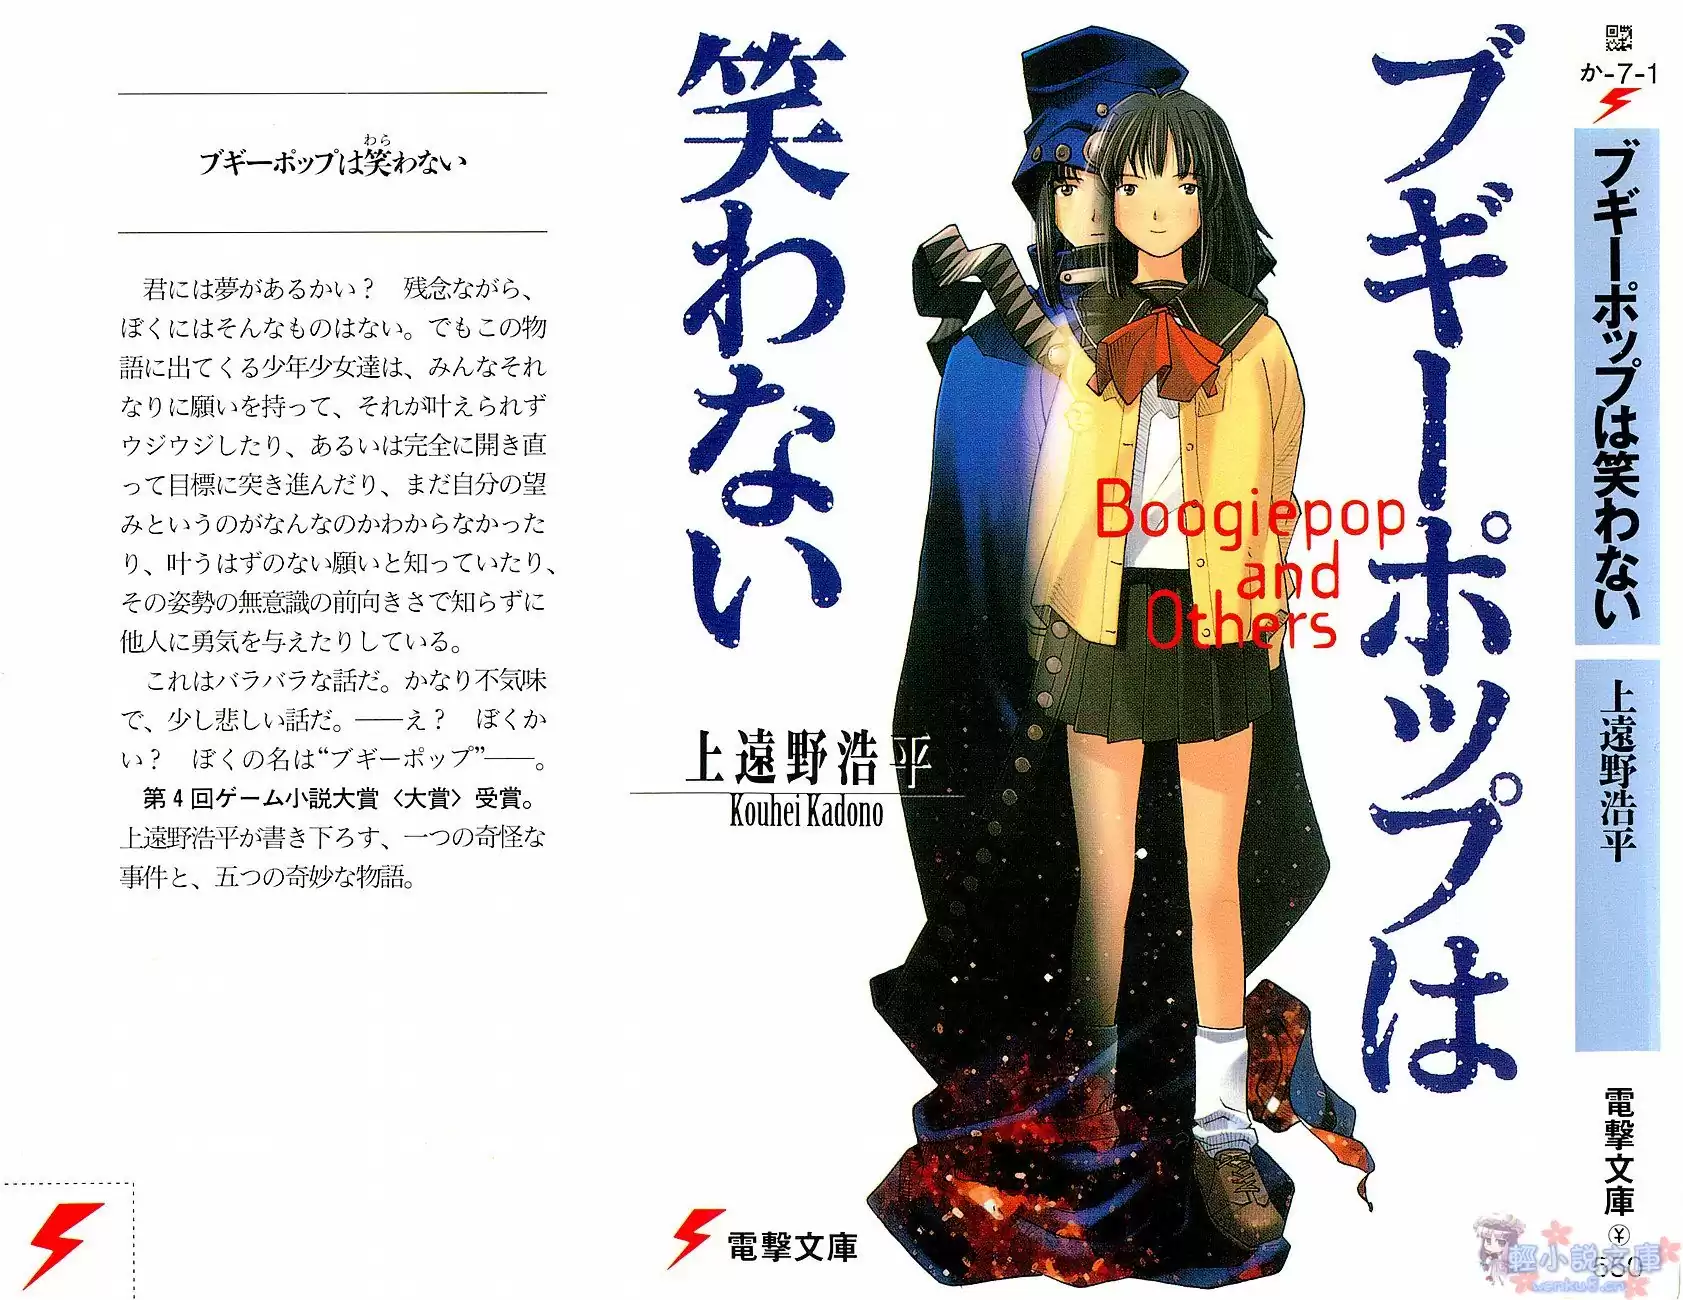 わら
ブギーポップは笑わない
君には夢があるかい？　残念ながら、
ぼくにはそんなものはない。でもこの物
語に出てくる少年少女達は、みんなそれ
なりに願いを持って、それが叶えられず
ウジウジしたり、あるいは完全に開き直
って目標に突き進んだり、まだ自分の望
みというのがなんなのかわからなかった
り、叶うはずのない願いと知っていたり、
その姿勢の無意識の前向きさで知らずに
他人に勇気を与えたりしている。
これはバラバラな話だ。かなり不気味
で、少し悲しい話だ。――え？　ぼくか
い？　ぼくの名は“ブギーポップ”――。
第4回ゲーム小説大賞〈大賞〉受賞。
上遠野浩平が書き下ろす、一つの奇怪な
事件と、五つの奇妙な物語。
ブギーポップは
笑わない
Boogiepop
and
Others
上遠野浩平
Kouhei Kadono
電撃文庫
か-7-1
ブギーポップは笑わない
上遠野浩平
電撃文庫
¥
550
輕小說文庫
wenku8.cn